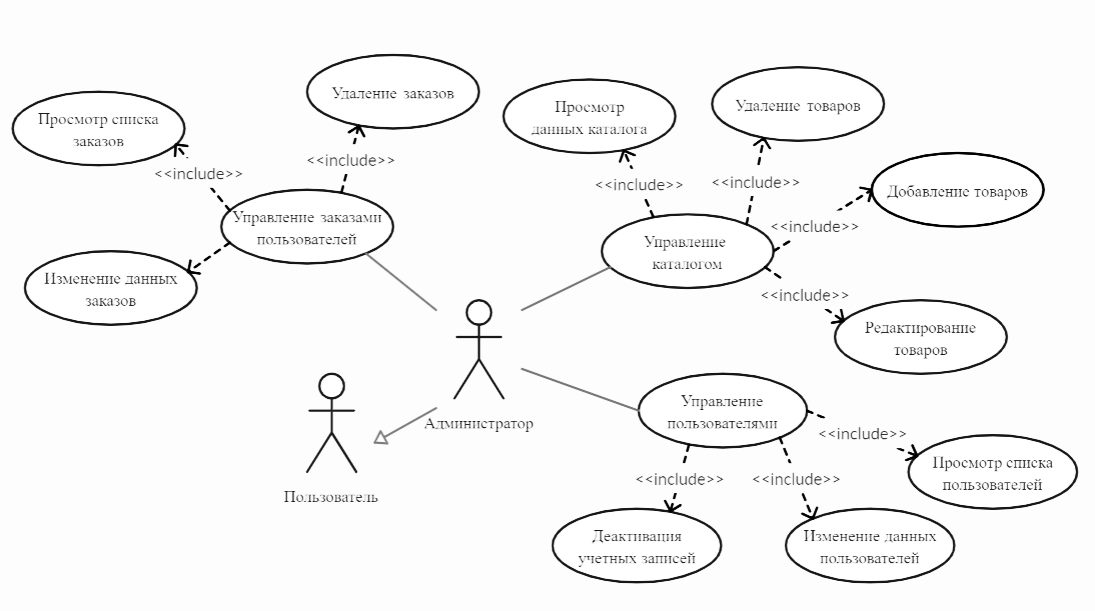 Удаление заказов
Просмотр списка
заказов
<<include>>
<<include>>
Управление заказами
пользователей
Изменение данных
заказов
Просмотр
данных каталога
Удаление товаров
<<include>>
<<include>>
Добавление товаров
<<include>>
Управление
каталогом
<<include>>
Редактирование
товаров
Администратор
Пользователь
Управление
пользователями
<<include>>
Просмотр списка
пользователей
<<include>>
<<include>>
Деактивация
учетных записей
Изменение данных
пользователей